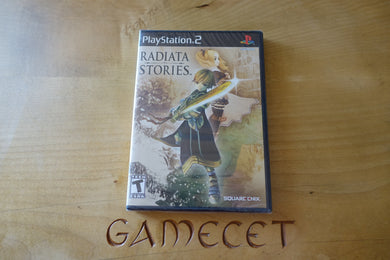 PlayStation 2
RADIATA
STORIES
T
SQUARE ENIX
GAMECET